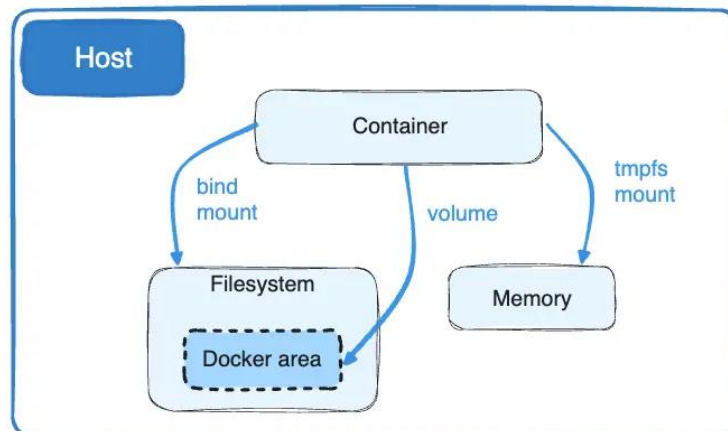 Host
Container
bind
mount
volume
tmpfs
mount
Filesystem
Docker area
Memory